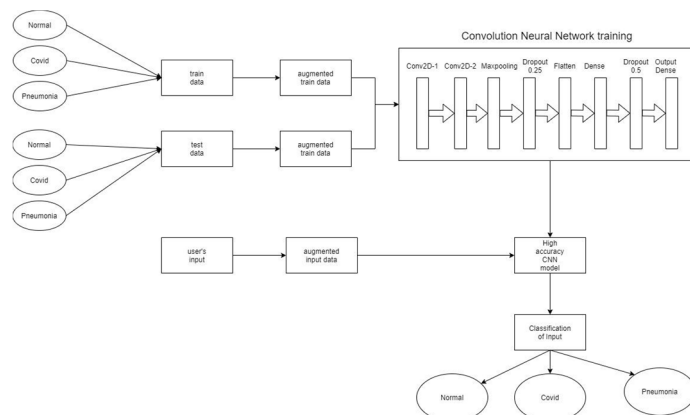 Convolution Neural Network training
Normal
Covid
Pneumonia
train
data
augmented
train data
Conv2D-1
Conv2D-2
Maxpooling
Dropout
0.25
Flatten
Dense
Dropout
0.5
Output
Dense
Normal
Covid
Pneumonia
test
data
augmented
train data
user's
input
augmented
input data
High
accuracy
CNN
model
Classification
of Input
Normal
Covid
Pneumonia